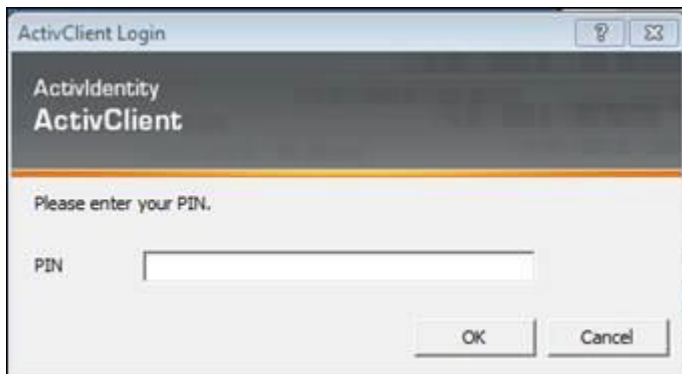 ActivClient Login
ActivIdentity
ActivClient
Please enter your PIN.
PIN
OK
Cancel